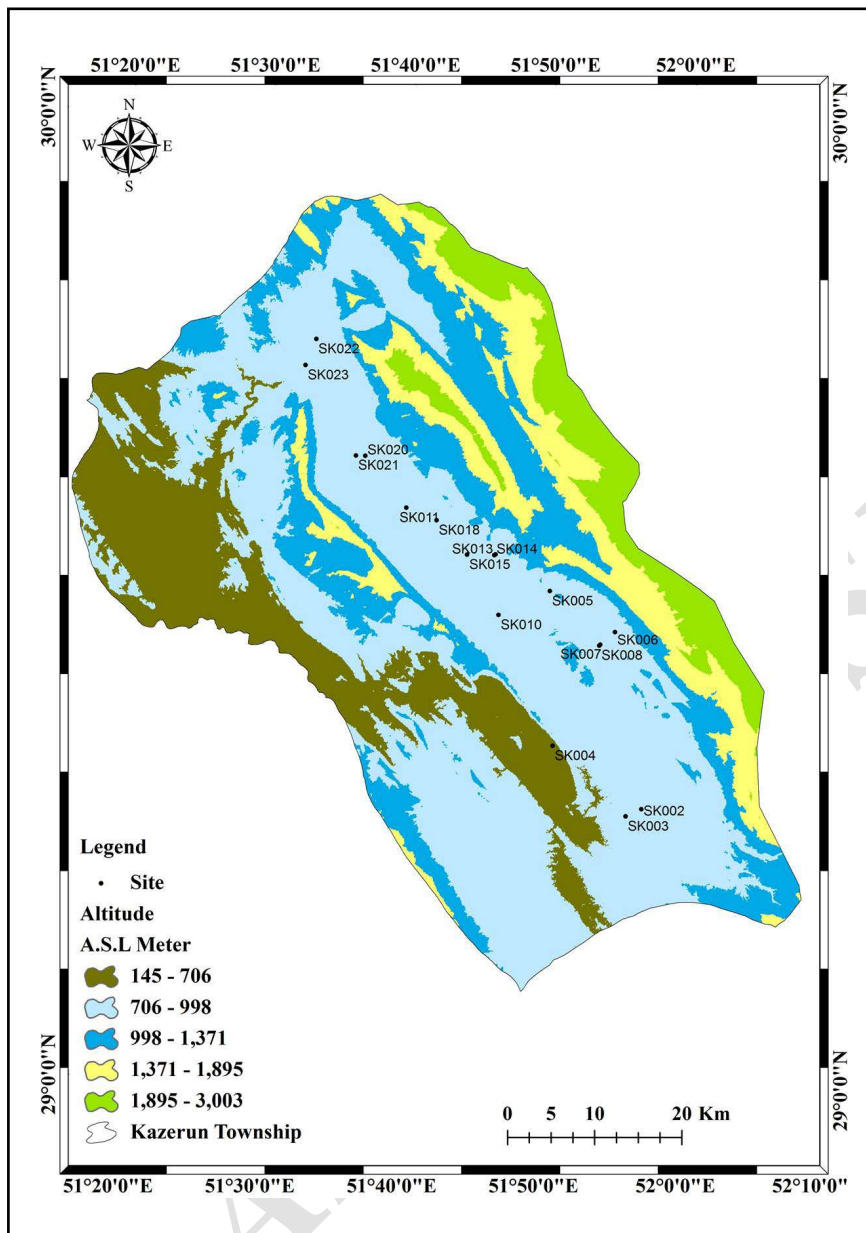 51°20'0"E 51°30'0"E 51°40'0"E 51°50'0"E 52°0'0"E
30°0'0"N 30°0'0"N
N
W E
S
SK022
SK023
SK020
SK021
SK011
SK018
SK013 SK014
SK015
SK005
SK010
SK006
SK007 SK008
SK004
SK002
SK003
Legend
Site
Altitude
A.S.L Meter
145 - 706
706 - 998
998 - 1,371
1,371 - 1,895
1,895 - 3,003
Kazerun Township
0 5 10 20 Km
29°0'0"N 29°0'0"N
51°20'0"E 51°30'0"E 51°40'0"E 51°50'0"E 52°0'0"E 52°10'0"E